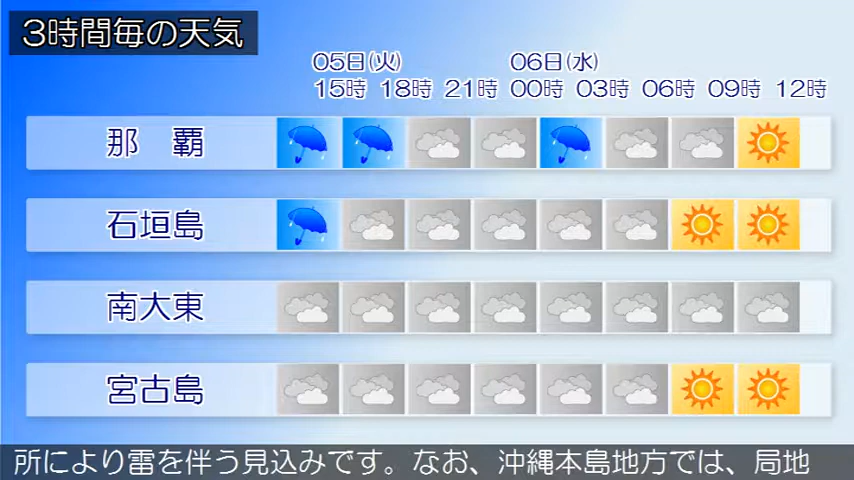 3時間毎の天気
05日(火) 06日(水)
15時 18時 21時 00時 03時 06時 09時 12時
那 覇
石垣島
南大東
宮古島
所により雷を伴う見込みです。なお、沖縄本島地方では、局地